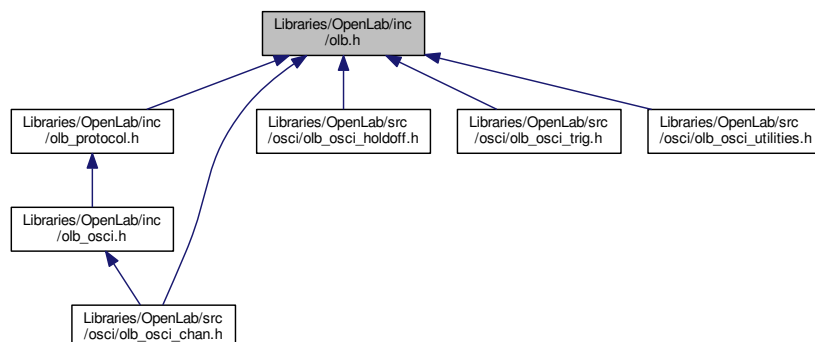 Libraries/OpenLab/inc
/olb.h
Libraries/OpenLab/inc
/olb_protocol.h
Libraries/OpenLab/src
/osci/olb_osci_holdoff.h
Libraries/OpenLab/src
/osci/olb_osci_trig.h
Libraries/OpenLab/src
/osci/olb_osci_utilities.h
Libraries/OpenLab/inc
/olb_osci.h
Libraries/OpenLab/src
/osci/olb_osci_chan.h